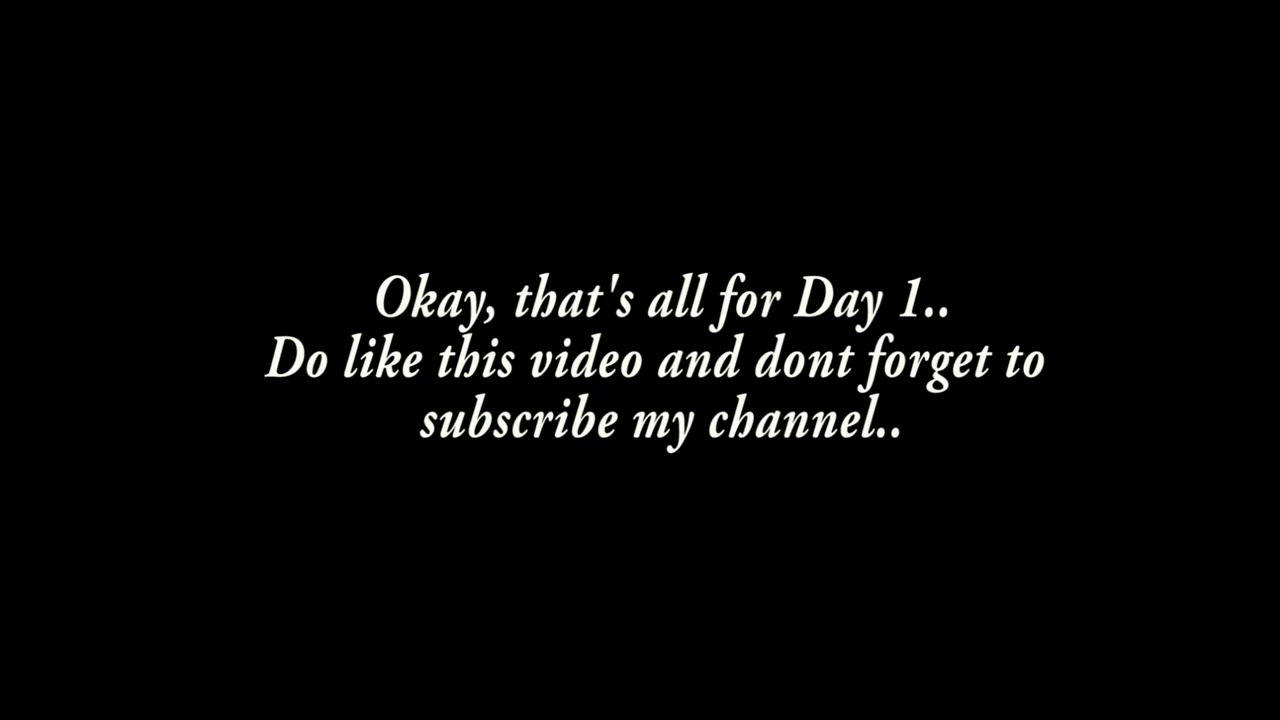 Okay, that's all for Day 1..
Do like this video and dont forget to
subscribe my channel..